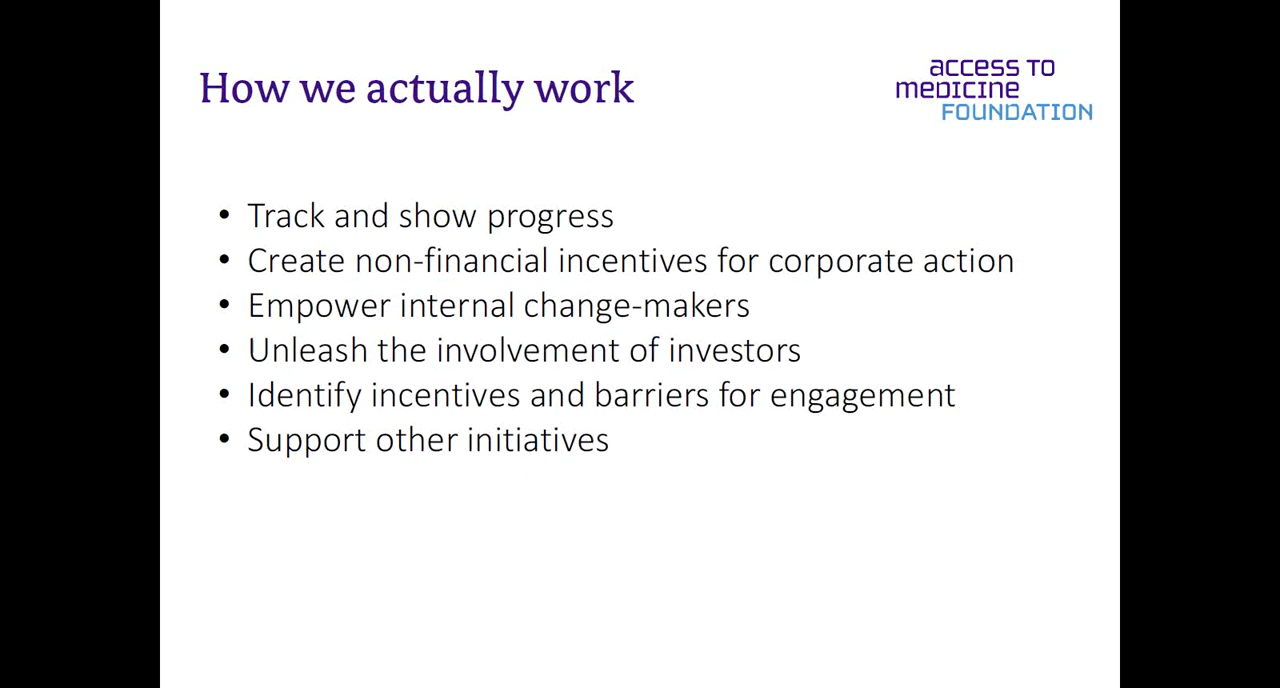 How we actually work
access to
medicine
FOUNDATION
• Track and show progress
• Create non-financial incentives for corporate action
• Empower internal change-makers
• Unleash the involvement of investors
• Identify incentives and barriers for engagement
• Support other initiatives